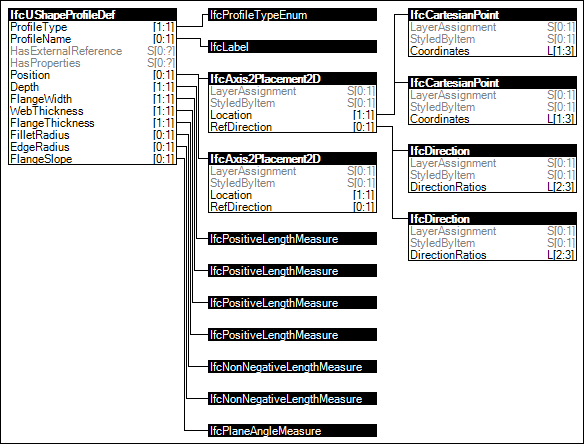 IfcUShapeProfileDef
ProfileType [1:1]
ProfileName [0:1]
HasExternalReference S[0:?]
HasProperties S[0:?]
Position [0:1]
Depth [1:1]
FlangeWidth [1:1]
WebThickness [1:1]
FlangeThickness [1:1]
FilletRadius [0:1]
EdgeRadius [0:1]
FlangeSlope [0:1]
IfcProfileTypeEnum
IfcLabel
IfcAxis2Placement2D
LayerAssignment S[0:1]
StyledByItem S[0:1]
Location [1:1]
RefDirection [0:1]
IfcAxis2Placement2D
LayerAssignment S[0:1]
StyledByItem S[0:1]
Location [1:1]
RefDirection [0:1]
IfcPositiveLengthMeasure
IfcPositiveLengthMeasure
IfcPositiveLengthMeasure
IfcPositiveLengthMeasure
IfcNonNegativeLengthMeasure
IfcNonNegativeLengthMeasure
IfcPlaneAngleMeasure
IfcCartesianPoint
LayerAssignment S[0:1]
StyledByItem S[0:1]
Coordinates L[1:3]
IfcCartesianPoint
LayerAssignment S[0:1]
StyledByItem S[0:1]
Coordinates L[1:3]
IfcDirection
LayerAssignment S[0:1]
StyledByItem S[0:1]
DirectionRatios L[2:3]
IfcDirection
LayerAssignment S[0:1]
StyledByItem S[0:1]
DirectionRatios L[2:3]